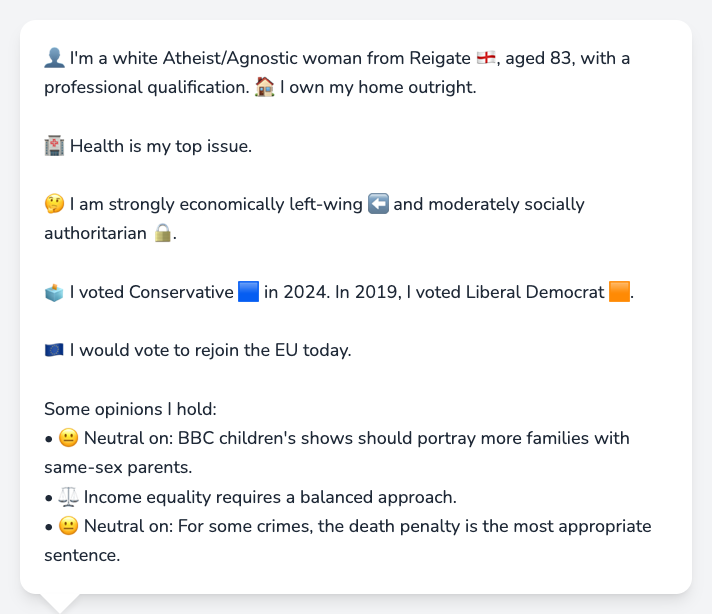 👤 I'm a white Atheist/Agnostic woman from Reigate 🏴󠁧󠁢󠁥󠁮󠁧󠁿, aged 83, with a
professional qualification. 🏠 I own my home outright.
🏥 Health is my top issue.
🤔 I am strongly economically left-wing ⬅️ and moderately socially
authoritarian 🔒.
🗳️ I voted Conservative 🟦 in 2024. In 2019, I voted Liberal Democrat 🟧.
🇪🇺 I would vote to rejoin the EU today.
Some opinions I hold:
• 😐 Neutral on: BBC children's shows should portray more families with
same-sex parents.
• ⚖️ Income equality requires a balanced approach.
• 😐 Neutral on: For some crimes, the death penalty is the most appropriate
sentence.